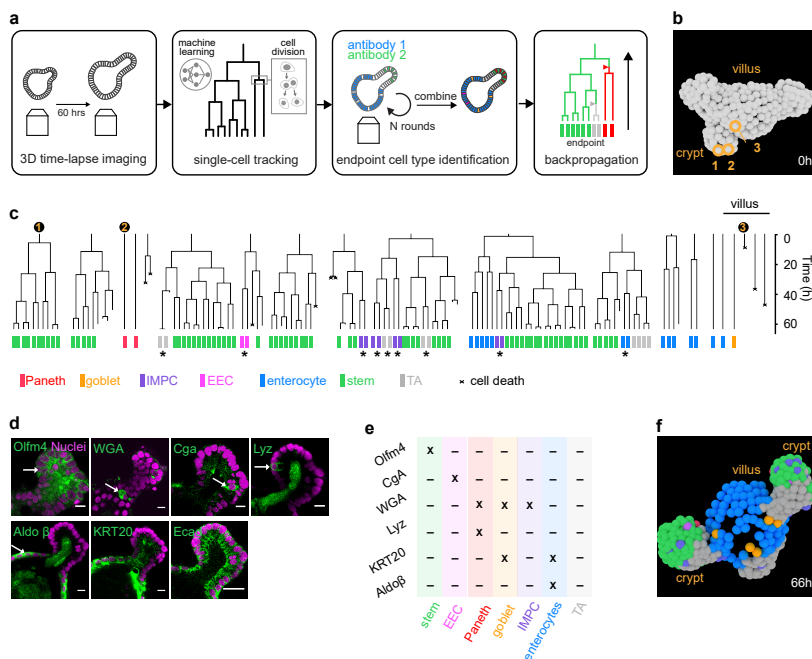 a
machine
learning
cell
division
antibody 1
antibody 2
60 hrs
combine
N rounds
endpoint
3D time-lapse imaging
single-cell tracking
endpoint cell type identification
backpropagation
b
villus
crypt
1 2
3
0h
c
villus
1
2
3
0
20
40
60
Time (h)
* * * * * * * *
Paneth
goblet
IMPC
EEC
enterocyte
stem
TA
× cell death
d
Olfm4 Nuclei
WGA
Cga
Lyz
Aldo β
KRT20
Ecad
e
Olfm4 x – – – – – –
CgA – x – – – – –
WGA – – x x x – –
Lyz – – x – – – –
KRT20 – – – x – x –
Aldoβ – – – – – x –
stem
EEC
Paneth
goblet
IMPC
enterocytes
TA
f
crypt
villus
crypt
66h